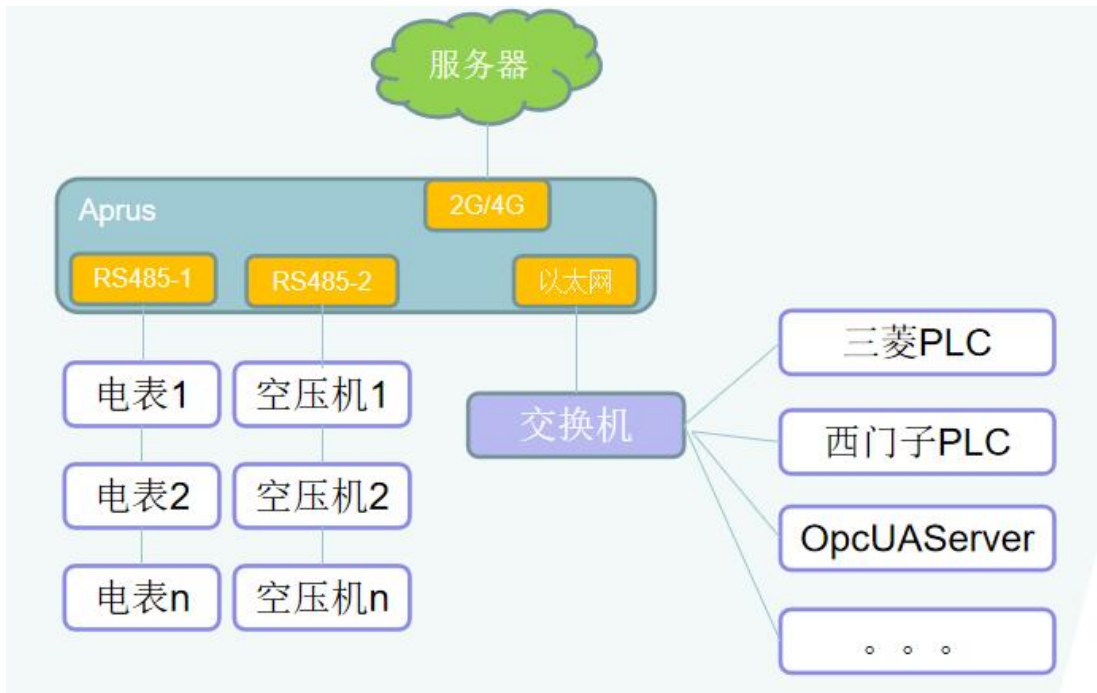 服务器
Aprus
2G/4G
RS485-1
RS485-2
以太网
电表1
空压机1
电表2
空压机2
电表n
空压机n
交换机
三菱PLC
西门子PLC
OpcUAServer
。。。